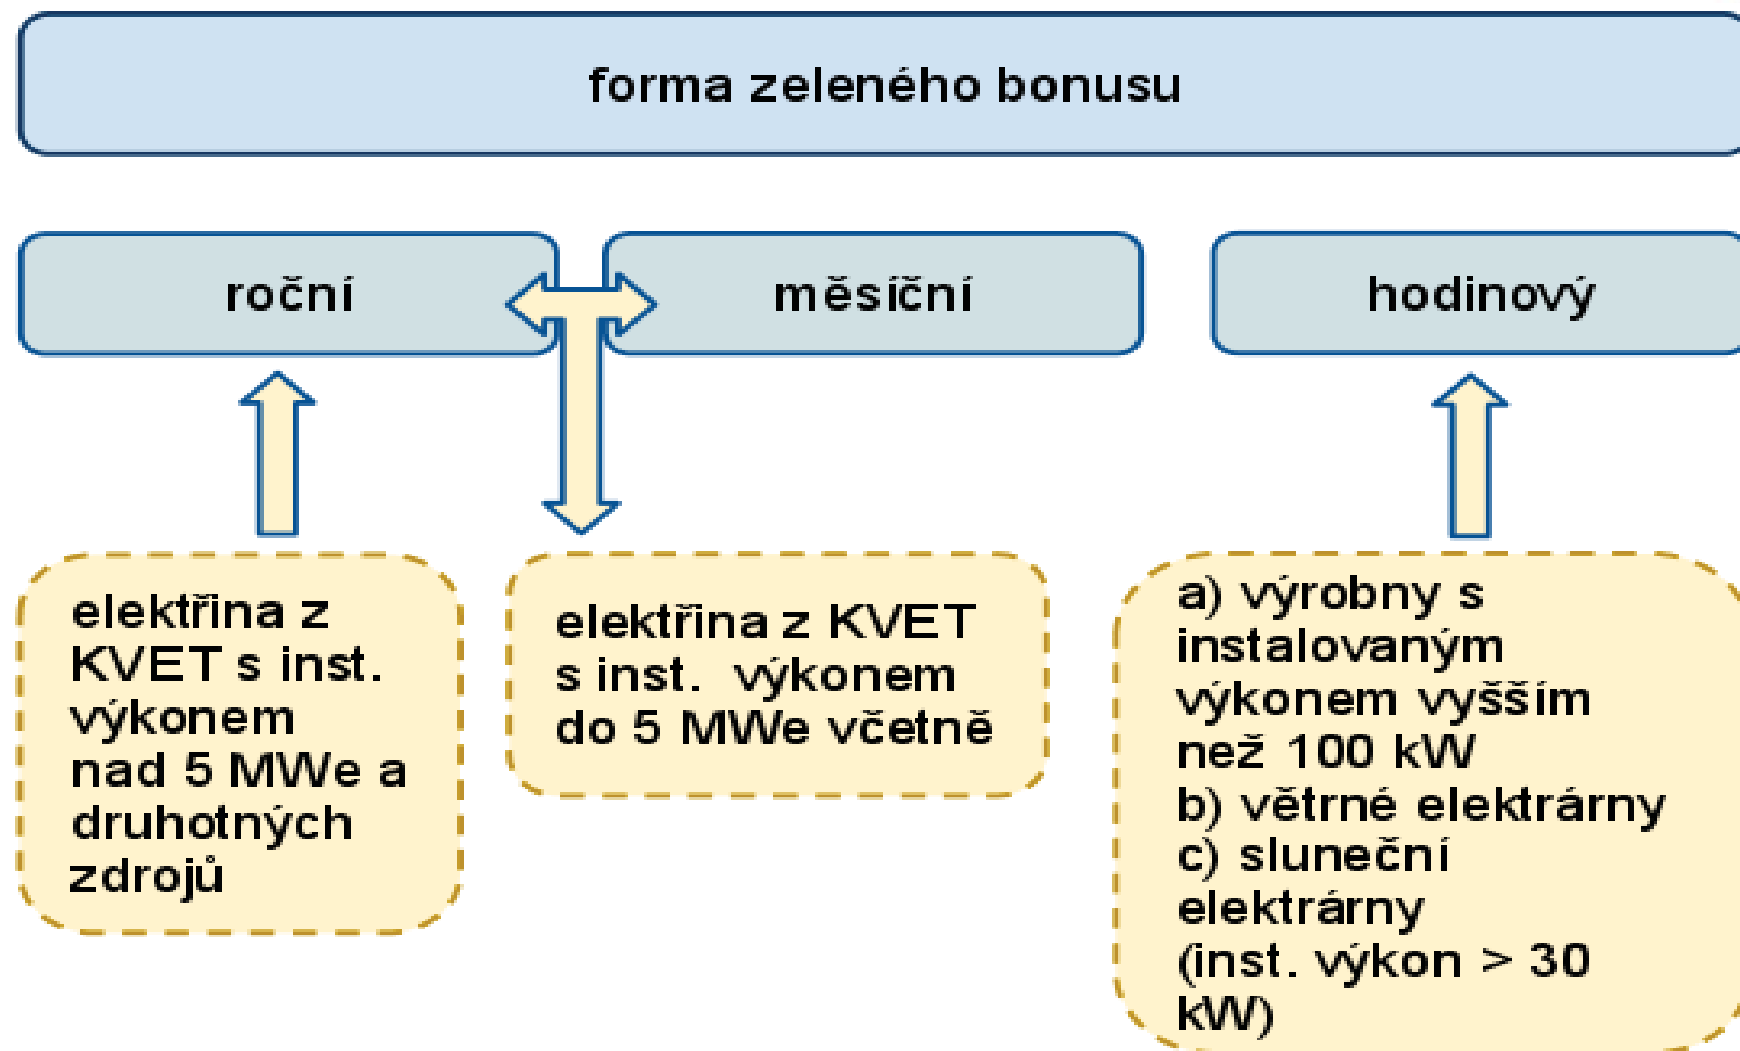 forma zeleného bonusu
roční
měsíční
hodinový
elektřina z
KVET s inst.
výkonem
nad 5 MWe a
druhotných
zdrojů
elektřina z KVET
s inst. výkonem
do 5 MWe včetně
a) výrobny s
instalovaným
výkonem vyšším
než 100 kW
b) větrné elektrárny
c) sluneční
elektrárny
(inst. výkon > 30
kW)